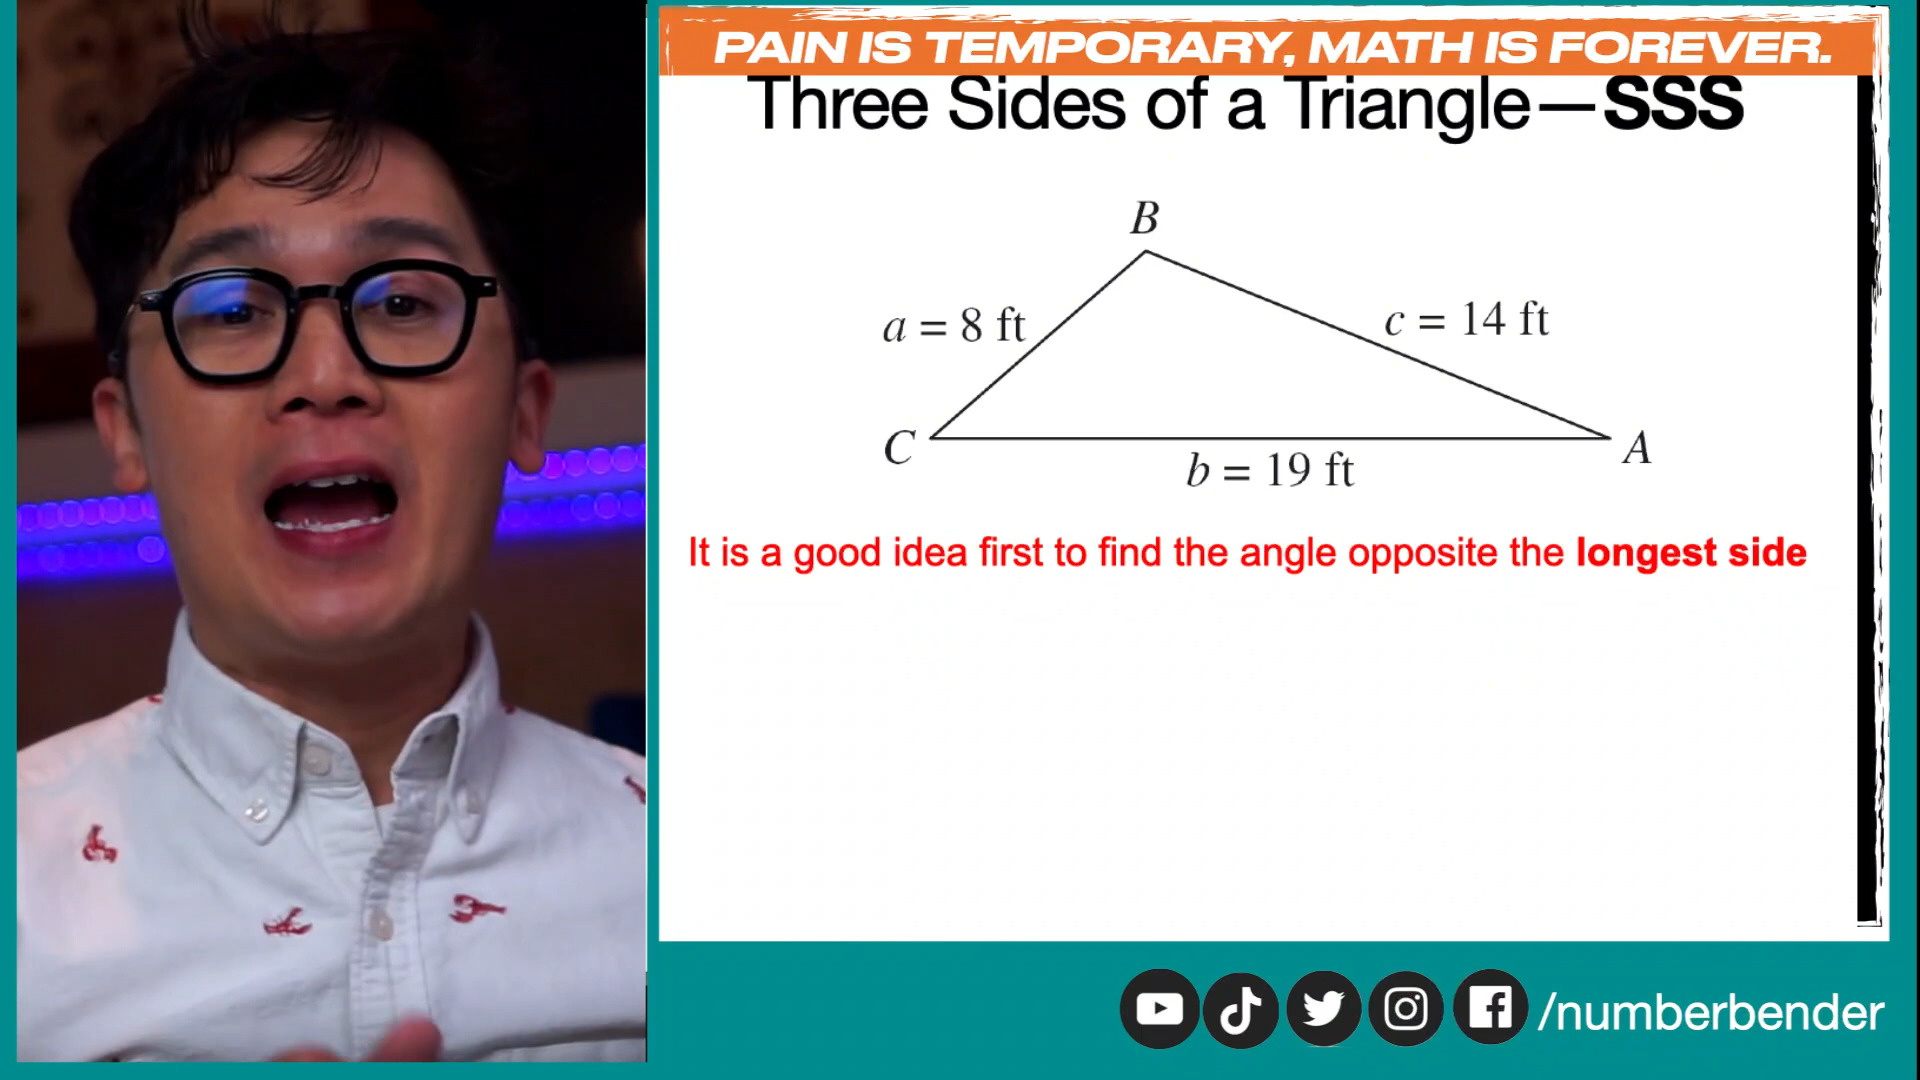 PAIN IS TEMPORARY, MATH IS FOREVER.
Three Sides of a Triangle—SSS
B
a = 8 ft
c = 14 ft
C
A
b = 19 ft
It is a good idea first to find the angle opposite the longest side
/numberbender